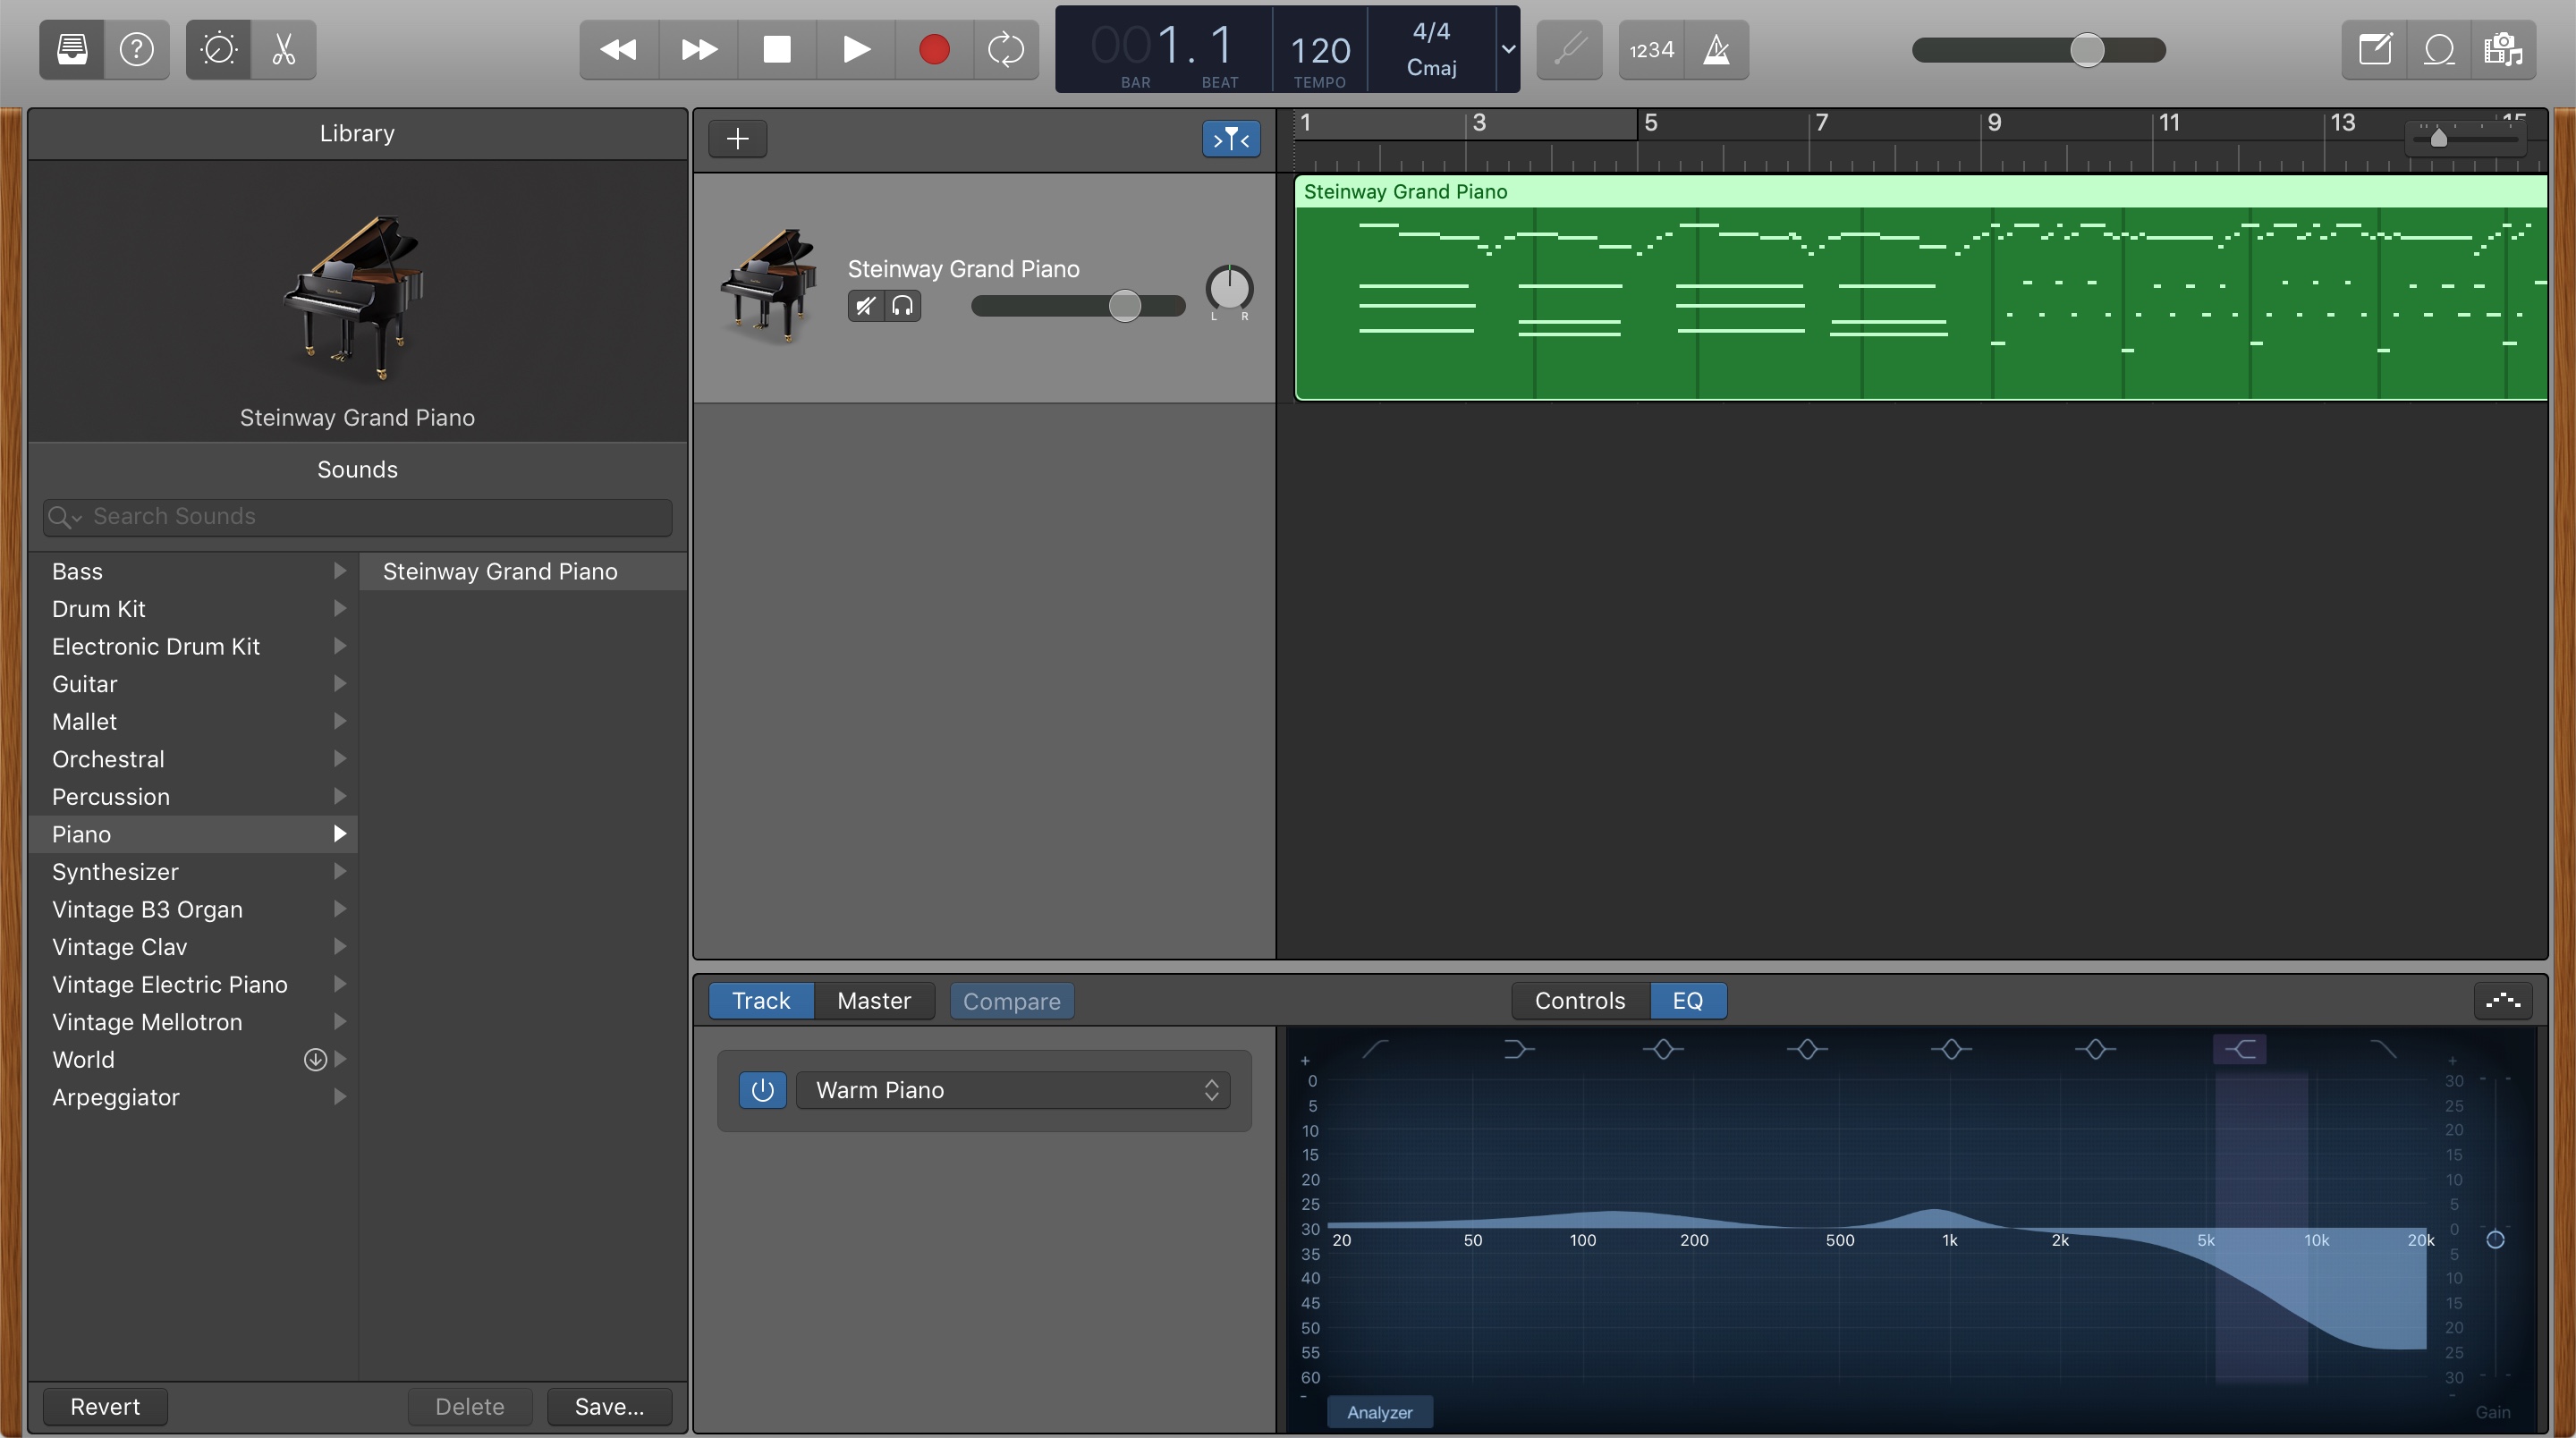 001. 1
BAR BEAT
120
TEMPO
4/4
Cmaj
1234
Library
Steinway Grand Piano
Sounds
Search Sounds
Bass
Drum Kit
Electronic Drum Kit
Guitar
Mallet
Orchestral
Percussion
Piano
Synthesizer
Vintage B3 Organ
Vintage Clav
Vintage Electric Piano
Vintage Mellotron
World
Arpeggiator
Steinway Grand Piano
Revert Delete Save...
1 3 5 7 9 11 13 15
Steinway Grand Piano
L R
Steinway Grand Piano
Track Master Compare
Controls EQ
Warm Piano
+
0
5
10
15
20
25
30
35
40
45
50
55
60
-
20 50 100 200 500 1k 2k 5k 10k 20k
+
30
25
20
15
10
5
0
5
10
15
20
25
30
-
Analyzer
Gain